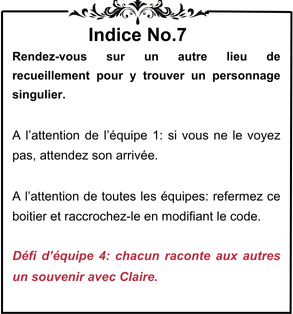 Indice No.7
Rendez-vous sur un autre lieu de
recueillement pour y trouver un personnage
singulier.
A l'attention de l'équipe 1: si vous ne le voyez
pas, attendez son arrivée.
A l'attention de toutes les équipes: refermez ce
boitier et raccrochez-le en modifiant le code.
Défi d'équipe 4: chacun raconte aux autres
un souvenir avec Claire.